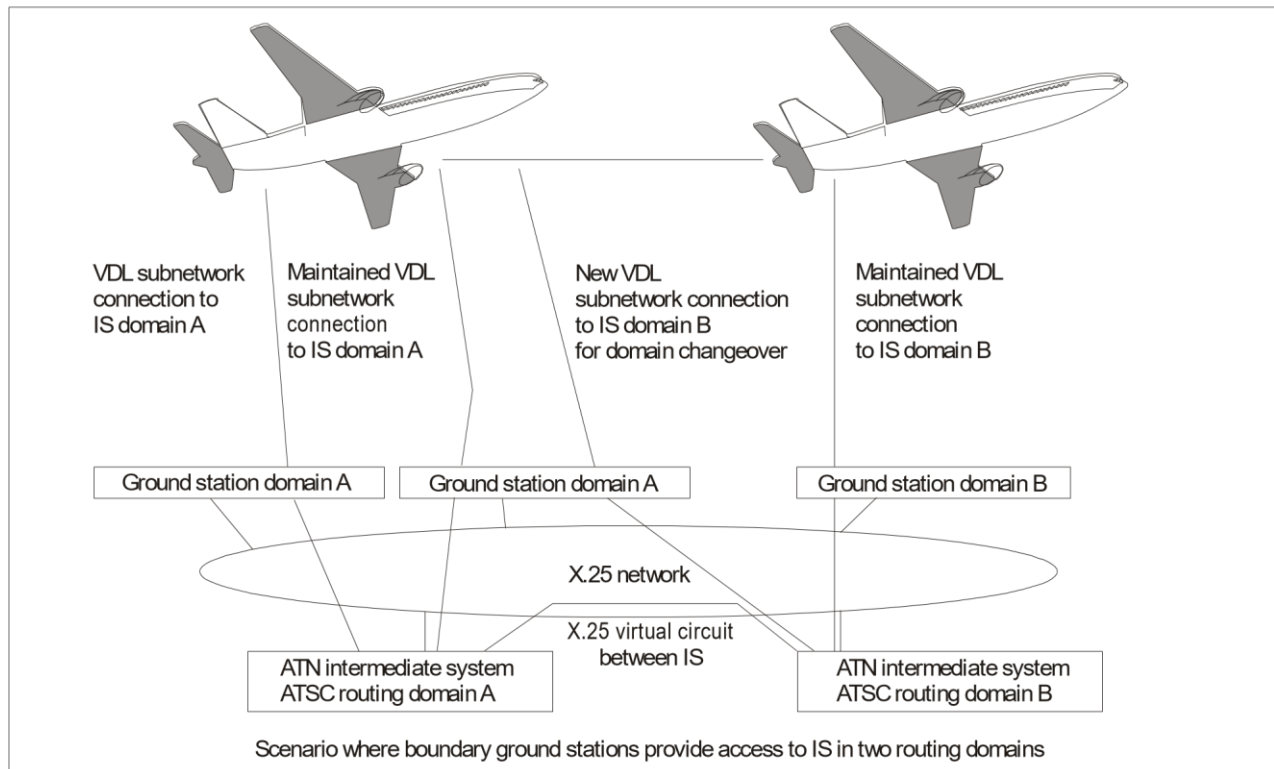 VDL subnetwork
connection to
IS domain A
Maintained VDL
subnetwork
connection
to IS domain A
New VDL
subnetwork connection
to IS domain B
for domain changeover
Maintained VDL
subnetwork
connection
to IS domain B
Ground station domain A
Ground station domain A
Ground station domain B
X.25 network
X.25 virtual circuit
between IS
ATN intermediate system
ATSC routing domain A
ATN intermediate system
ATSC routing domain B
Scenario where boundary ground stations provide access to IS in two routing domains